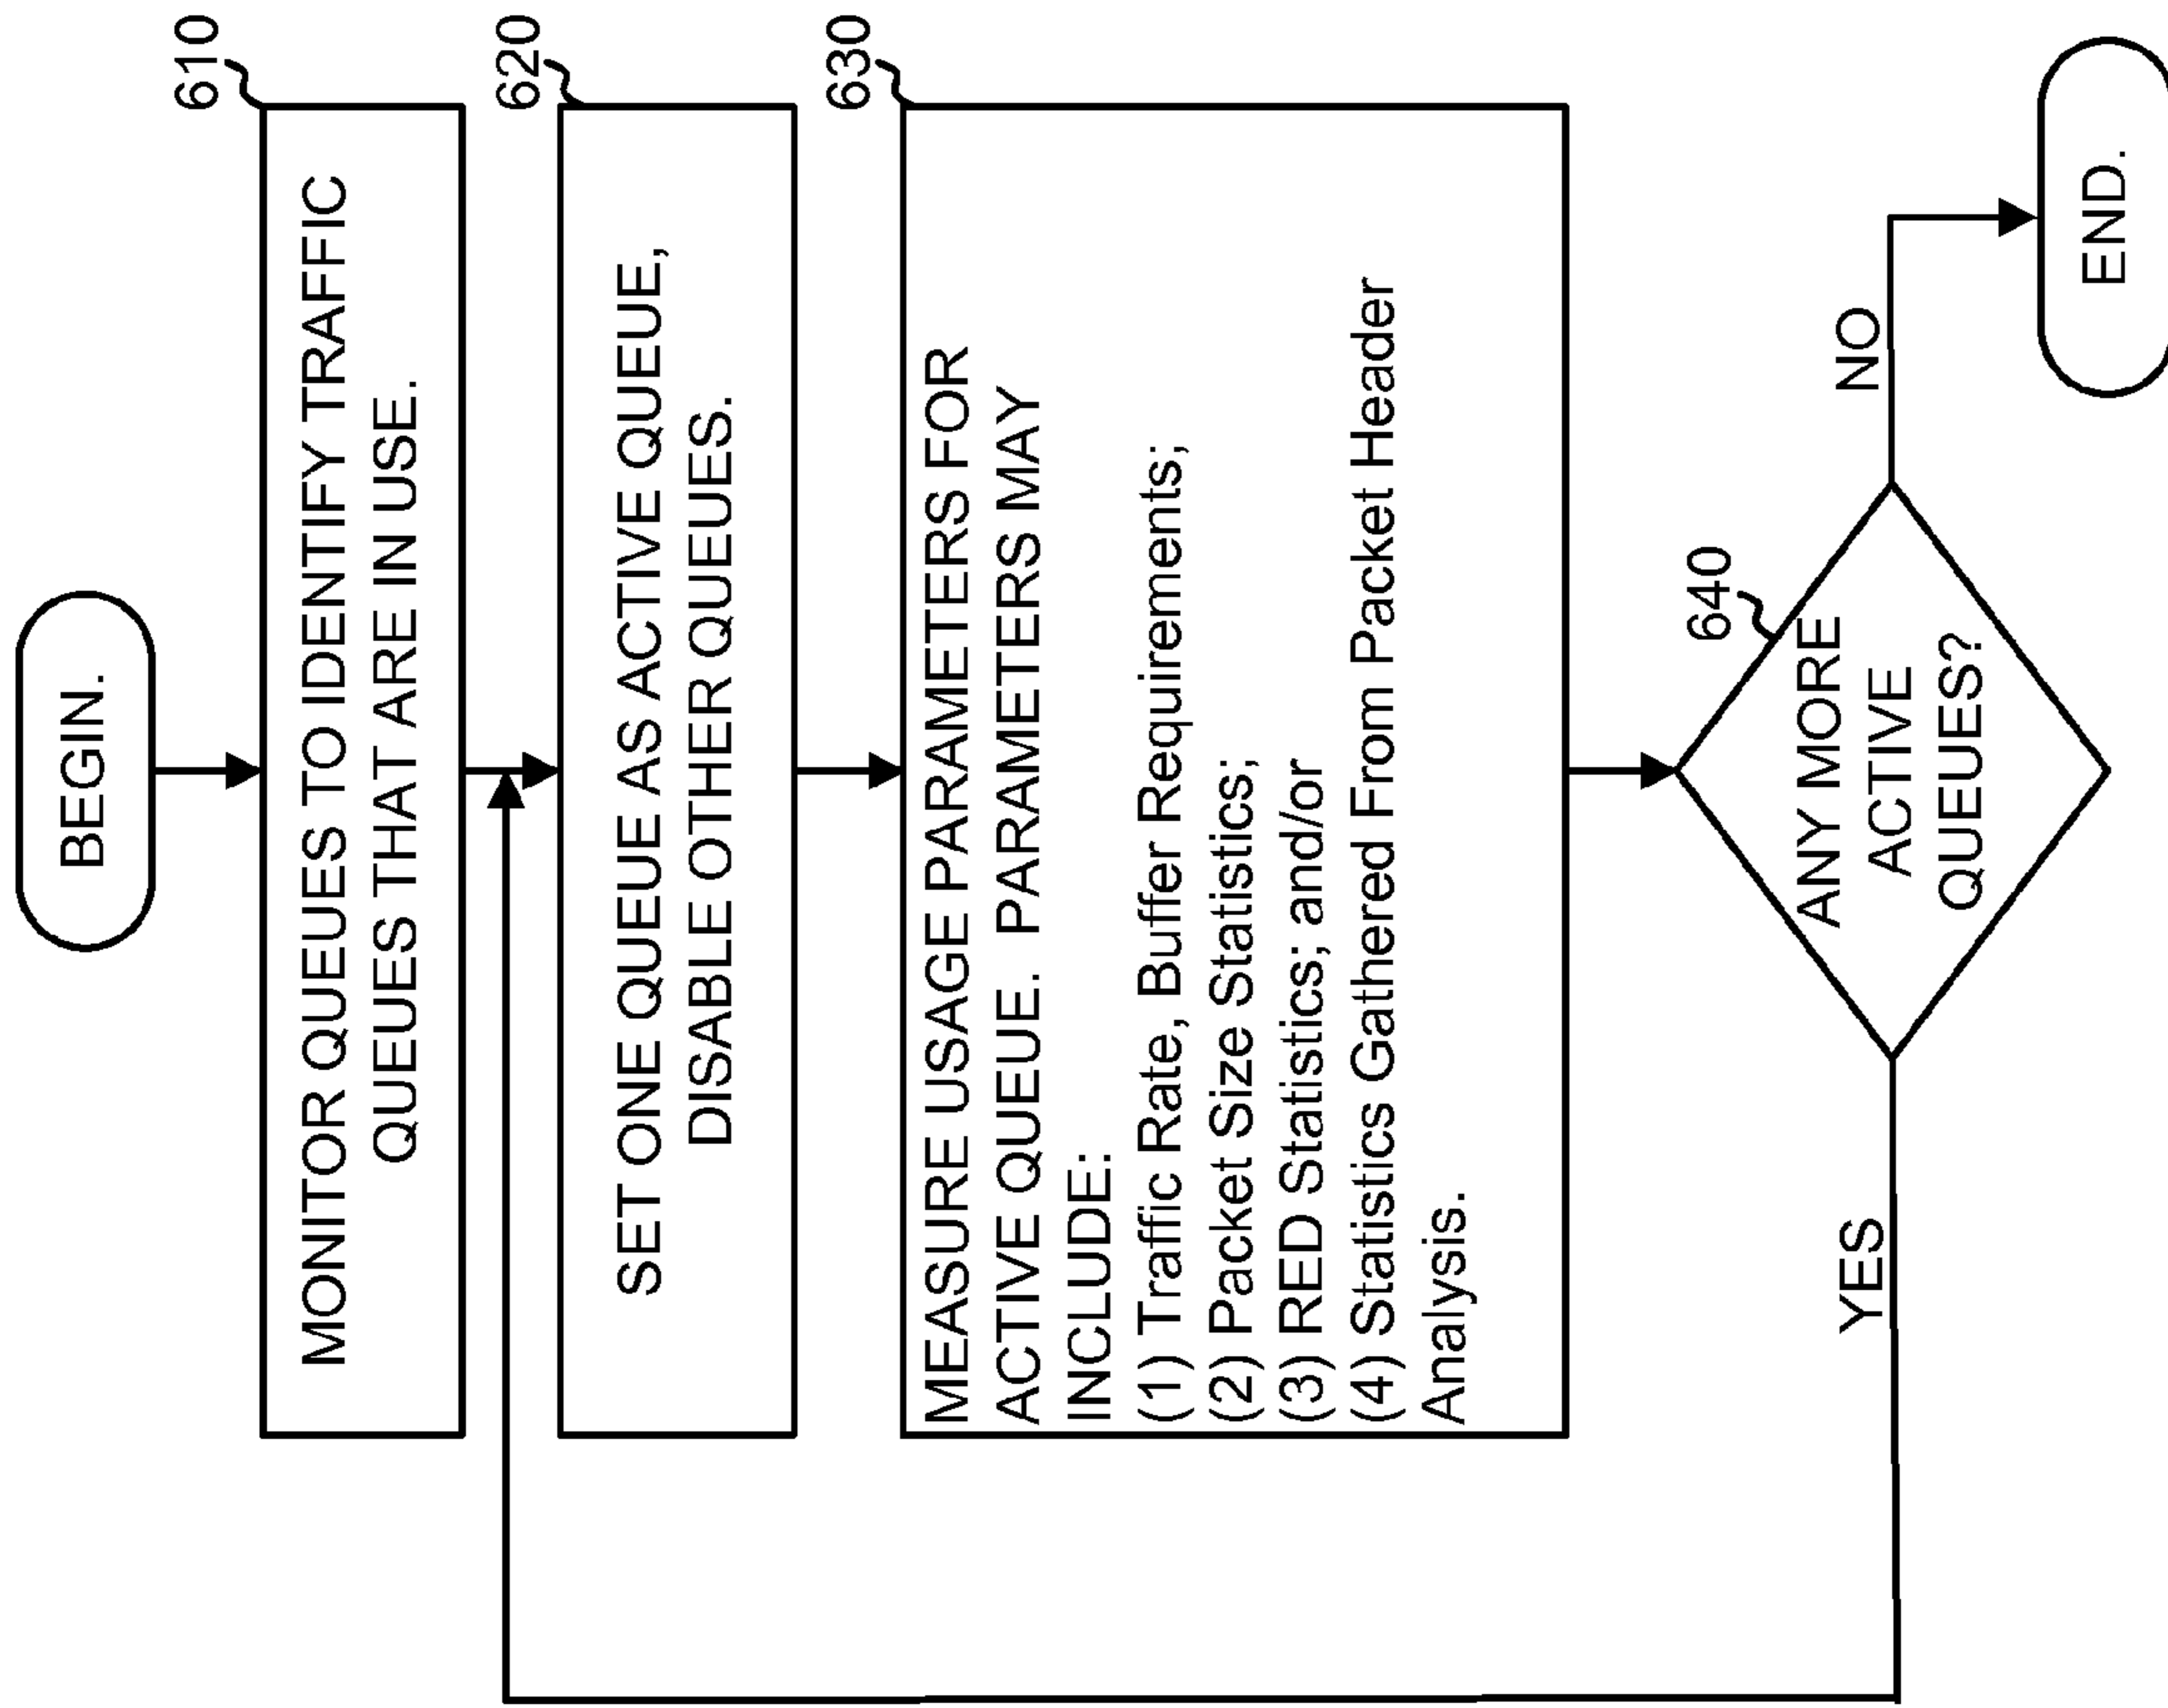 BEGIN.
610
MONITOR QUEUES TO IDENTIFY TRAFFIC
QUEUES THAT ARE IN USE.
620
SET ONE QUEUE AS ACTIVE QUEUE,
DISABLE OTHER QUEUES.
630
MEASURE USAGE PARAMETERS FOR
ACTIVE QUEUE. PARAMETERS MAY
INCLUDE:
(1) Traffic Rate, Buffer Requirements;
(2) Packet Size Statistics;
(3) RED Statistics; and/or
(4) Statistics Gathered From Packet Header
Analysis.
640
ANY MORE
ACTIVE
QUEUES?
YES
NO
END.